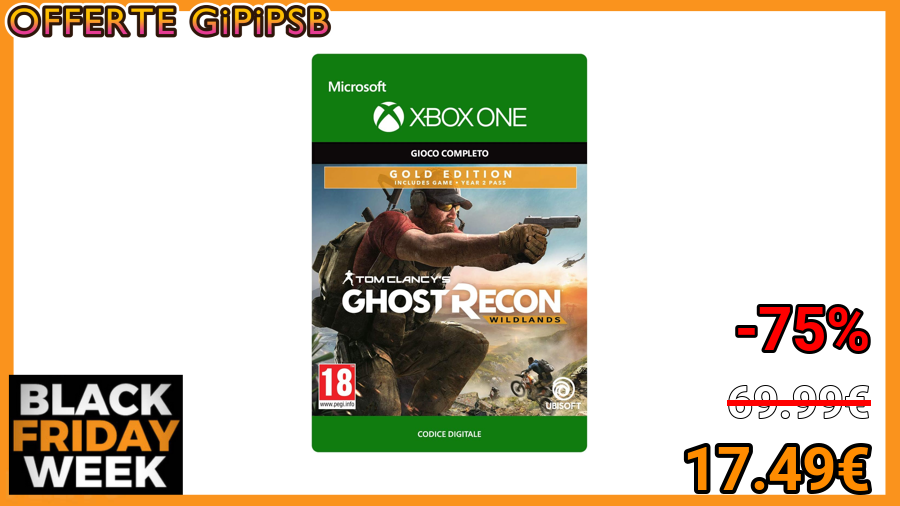 OFFERTE GiPiPSB
Microsoft
XBOX ONE
GIOCO COMPLETO
GOLD EDITION
INCLUDES GAME • YEAR 2 PASS
TOM CLANCY'S
GHOST RECON
WILDLANDS
18
www.pegi.info
UBISOFT
CODICE DIGITALE
BLACK
FRIDAY
WEEK
-75%
69.99€
17.49€